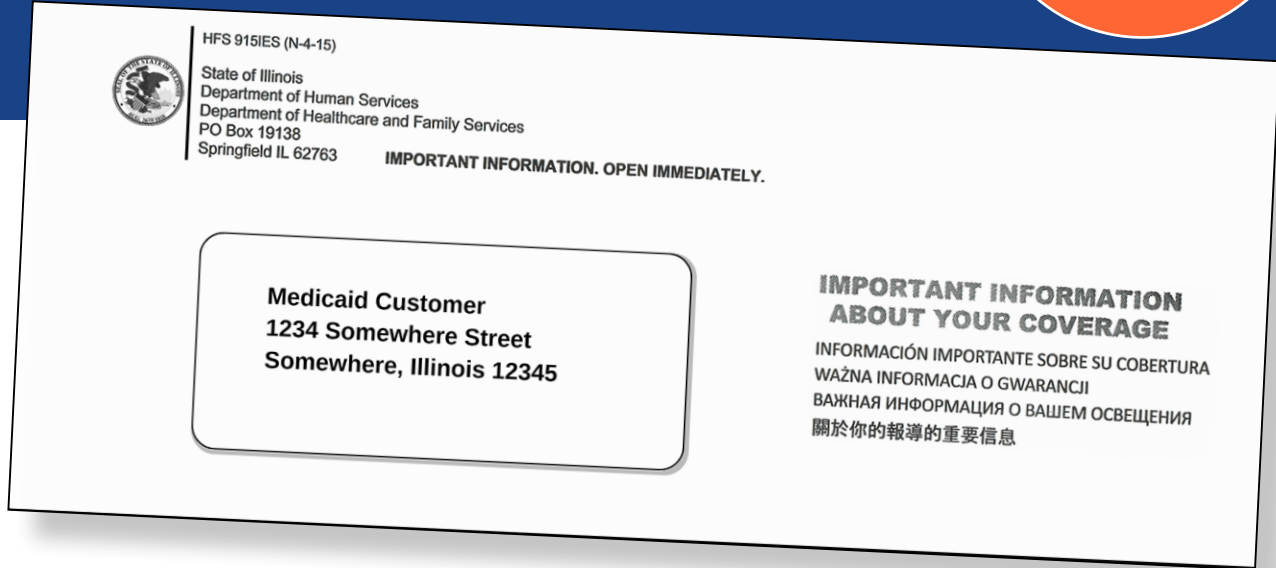 HFS 915IES (N-4-15)
State of Illinois
Department of Human Services
Department of Healthcare and Family Services
PO Box 19138
Springfield IL 62763
IMPORTANT INFORMATION. OPEN IMMEDIATELY.
Medicaid Customer
1234 Somewhere Street
Somewhere, Illinois 12345
IMPORTANT INFORMATION
ABOUT YOUR COVERAGE
INFORMACIÓN IMPORTANTE SOBRE SU COBERTURA
WAŻNA INFORMACJA O GWARANCJI
ВАЖНАЯ ИНФОРМАЦИЯ О ВАШЕМ ОСВЕЩЕНИЯ
關於你的報導的重要信息